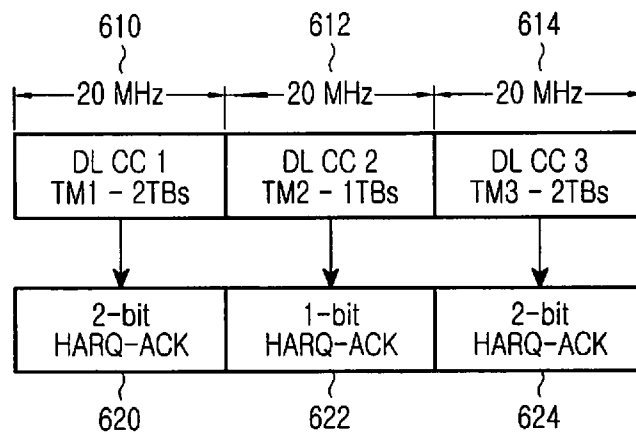 610 612 614
20 MHz 20 MHz 20 MHz
DL CC 1 DL CC 2 DL CC 3
TM1 - 2TBs TM2 - 1TBs TM3 - 2TBs
2-bit 1-bit 2-bit
HARQ-ACK HARQ-ACK HARQ-ACK
620 622 624